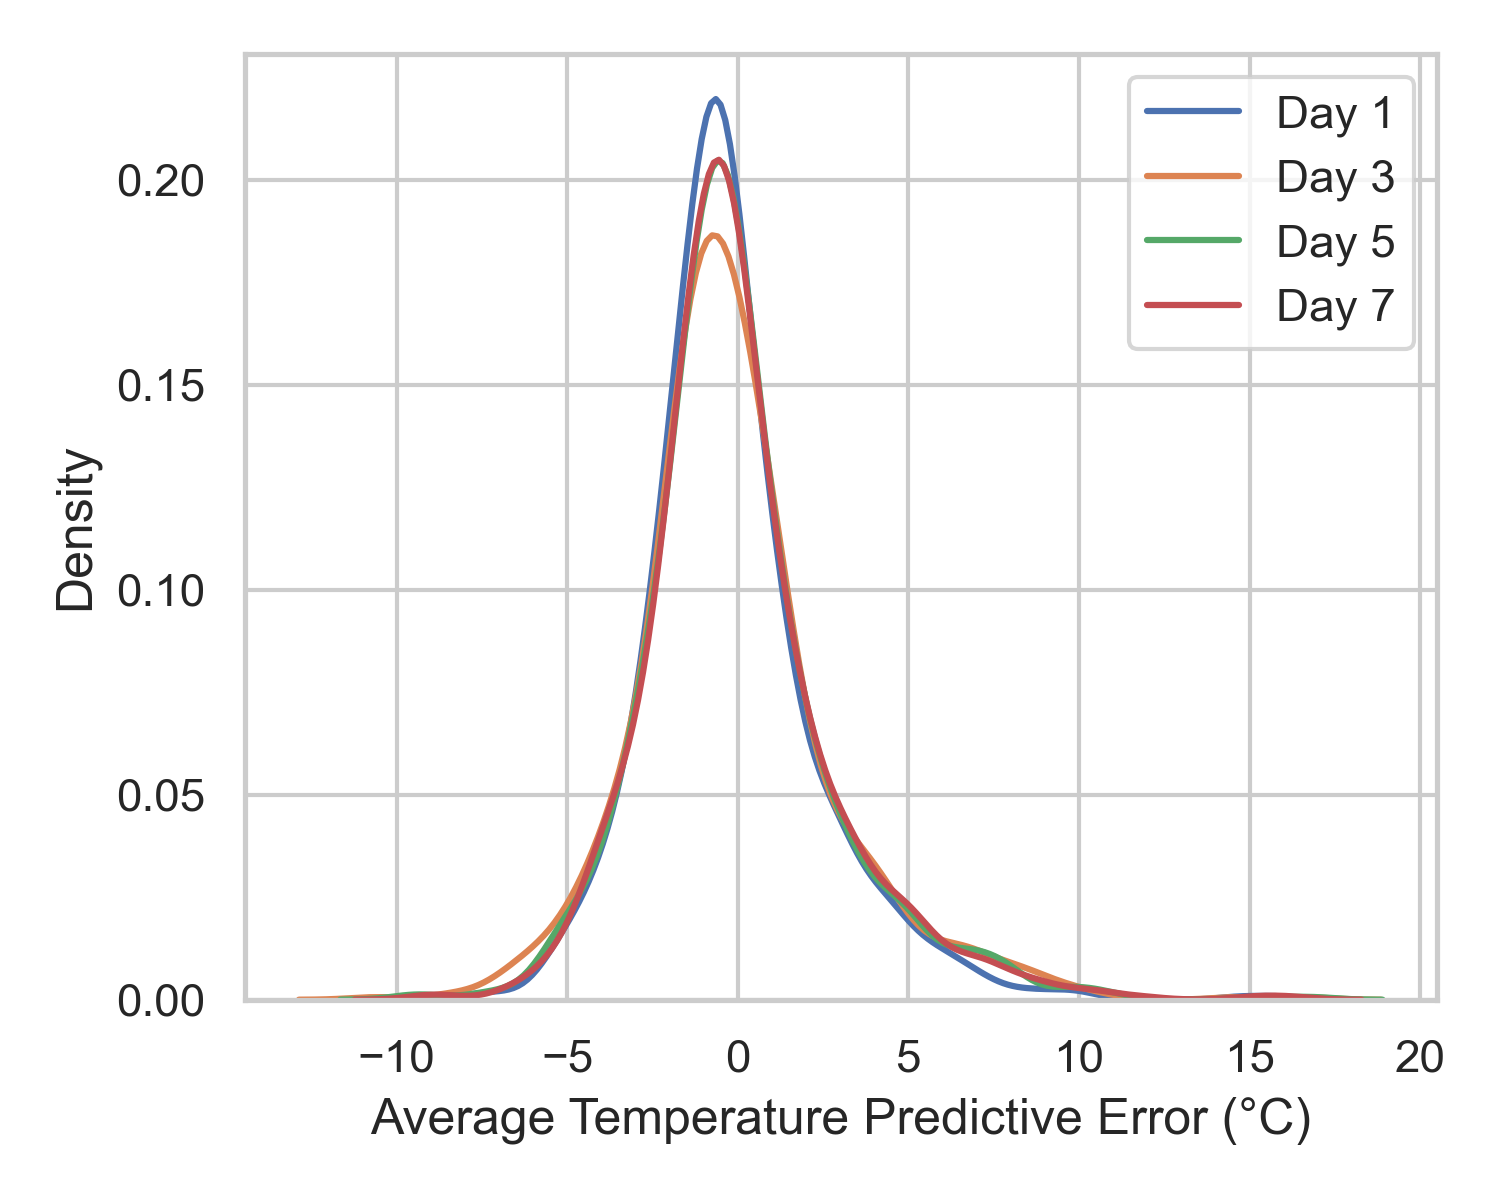 Day 1
Day 3
Day 5
Day 7
0.20
0.15
0.10
0.05
0.00
Density
−10 −5 0 5 10 15 20
Average Temperature Predictive Error (°C)